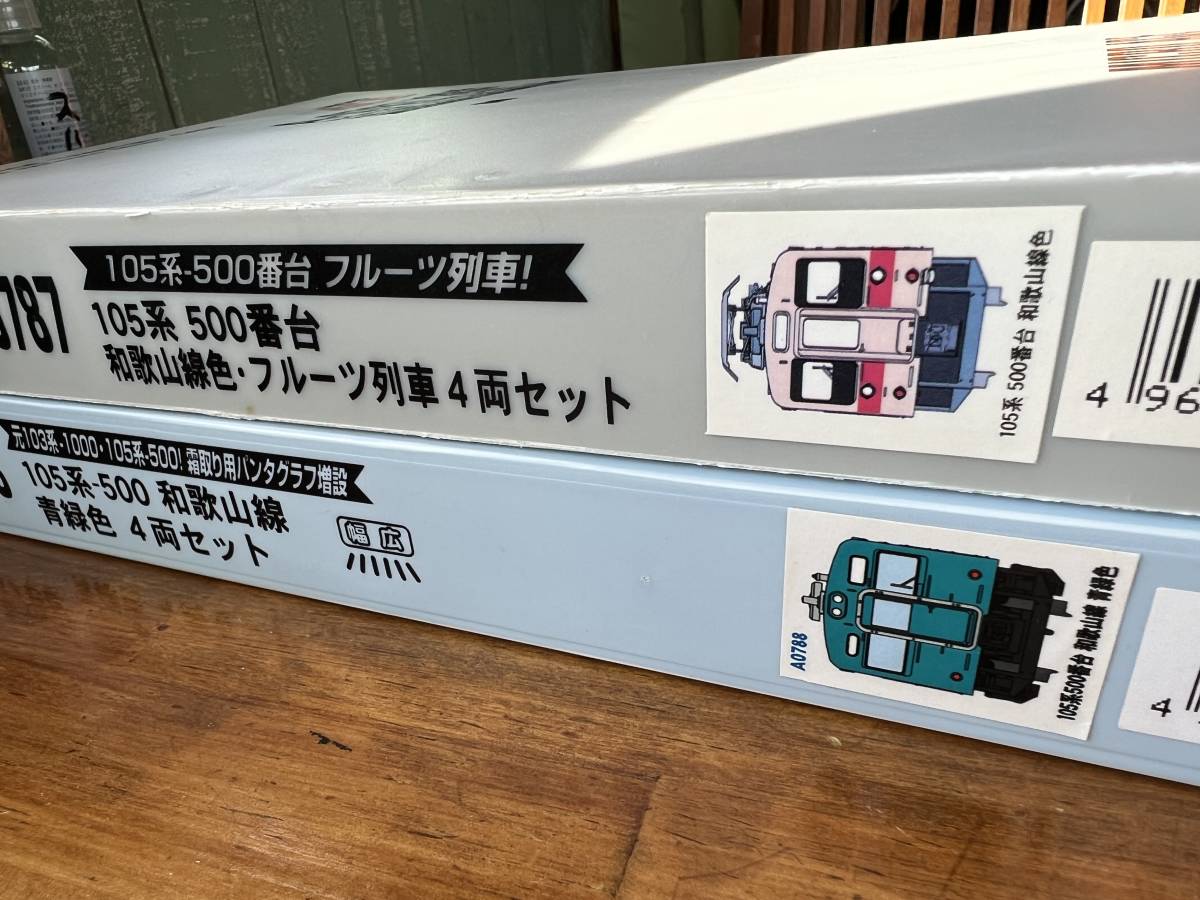 105系-500番台 フルーツ列車!
787
105系 500番台
和歌山線色・フルーツ列車 4両セット
105系 500番台 和歌山線色
4 96
元103系-1000・105系-500! 霜取り用パンタグラフ増設
105系-500 和歌山線
青緑色 4両セット
幅広
A0788
105系500番台 和歌山線 青緑色
4